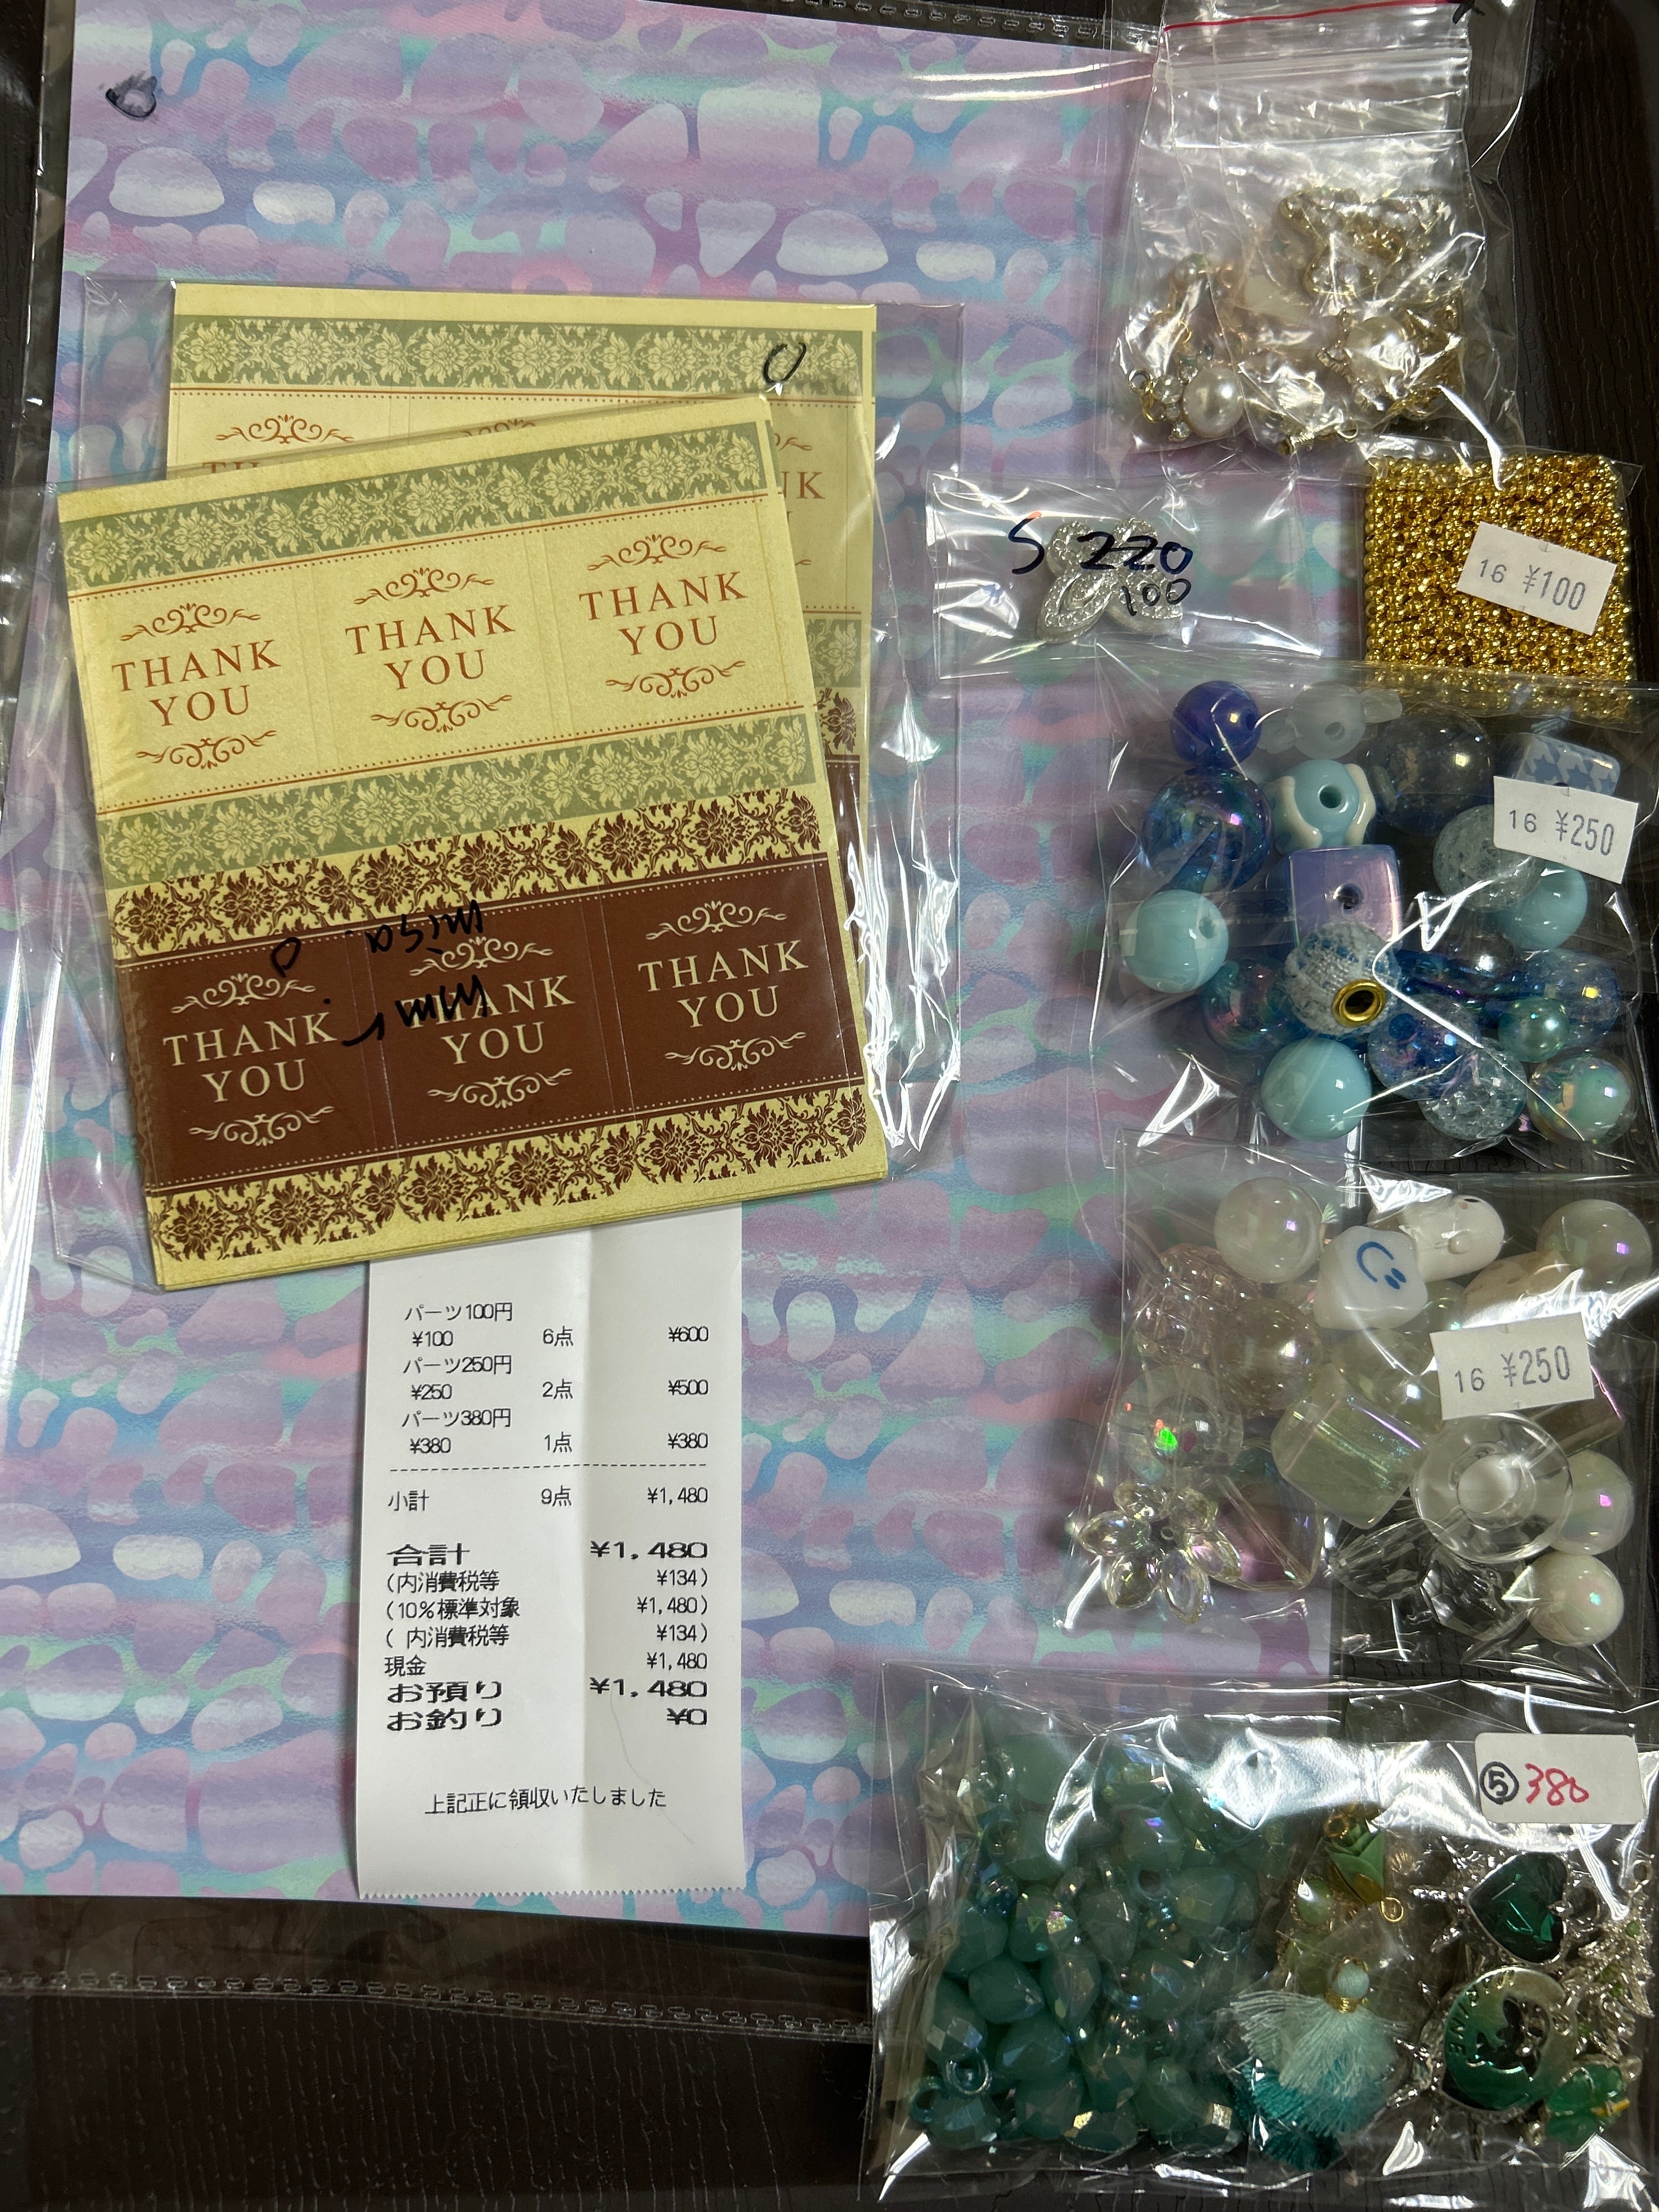 THANK
YOU
THANK
YOU
THANK
YOU
THANK
YOU
THANK
YOU
THANK
YOU
misa
S 220
100
16 ¥100
16 ¥250
16 ¥250
⑤380
パーツ100円
¥100 6点 ¥600
パーツ250円
¥250 2点 ¥500
パーツ380円
¥380 1点 ¥380
小計 9点 ¥1,480
合計 ¥1,480
(内消費税等 ¥134)
(10%標準対象 ¥1,480)
( 内消費税等 ¥134)
現金 ¥1,480
お預り ¥1,480
お釣り ¥0
上記正に領収いたしました